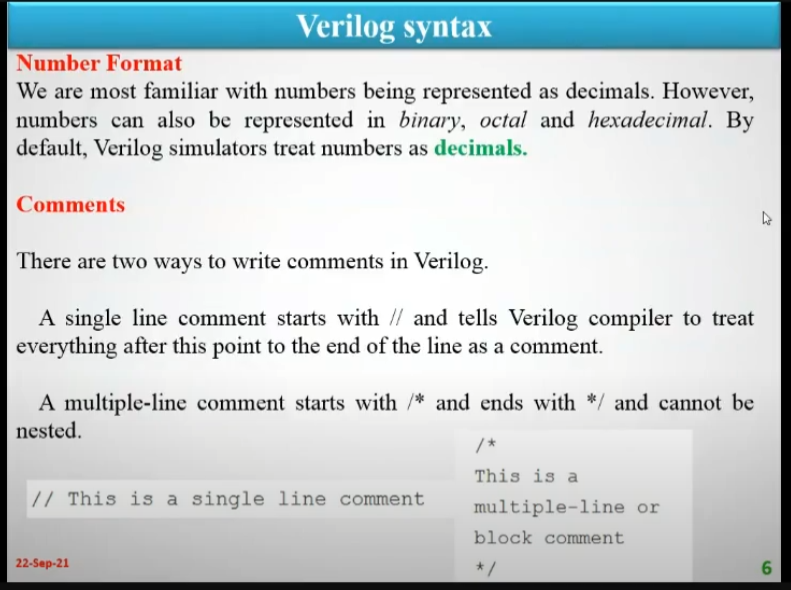 Verilog syntax
Number Format
We are most familiar with numbers being represented as decimals. However,
numbers can also be represented in binary, octal and hexadecimal. By
default, Verilog simulators treat numbers as decimals.
Comments
There are two ways to write comments in Verilog.
A single line comment starts with // and tells Verilog compiler to treat
everything after this point to the end of the line as a comment.
A multiple-line comment starts with /* and ends with */ and cannot be
nested.
// This is a single line comment
/*
This is a
multiple-line or
block comment
*/
22-Sep-21
6